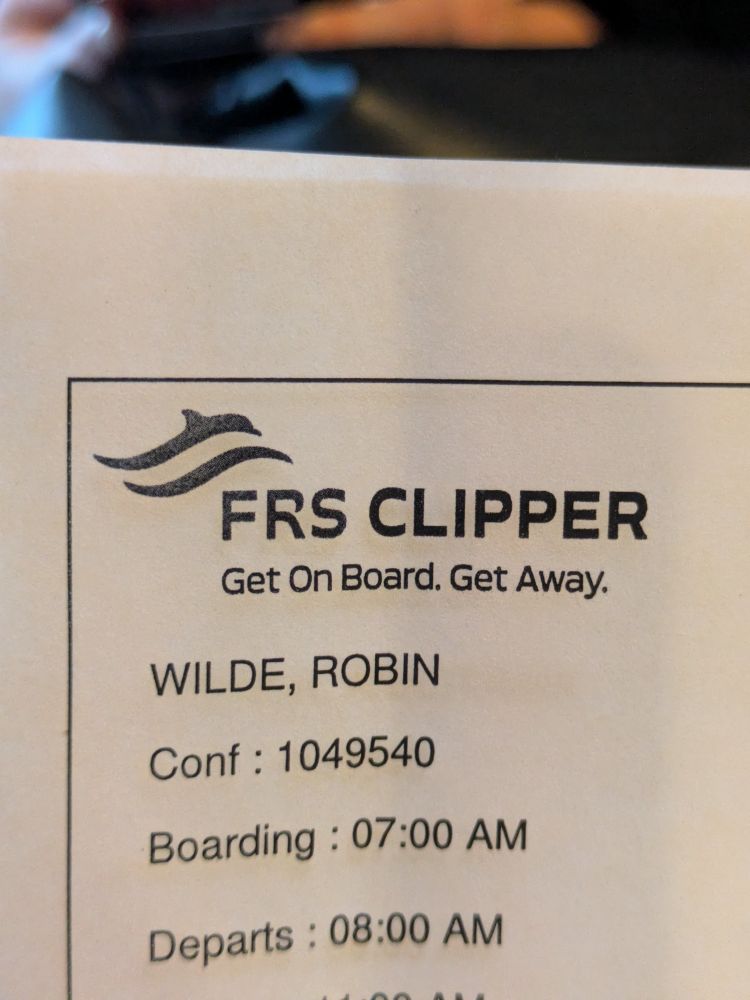 FRS CLIPPER
Get On Board. Get Away.
WILDE, ROBIN
Conf : 1049540
Boarding : 07:00 AM
Departs : 08:00 AM